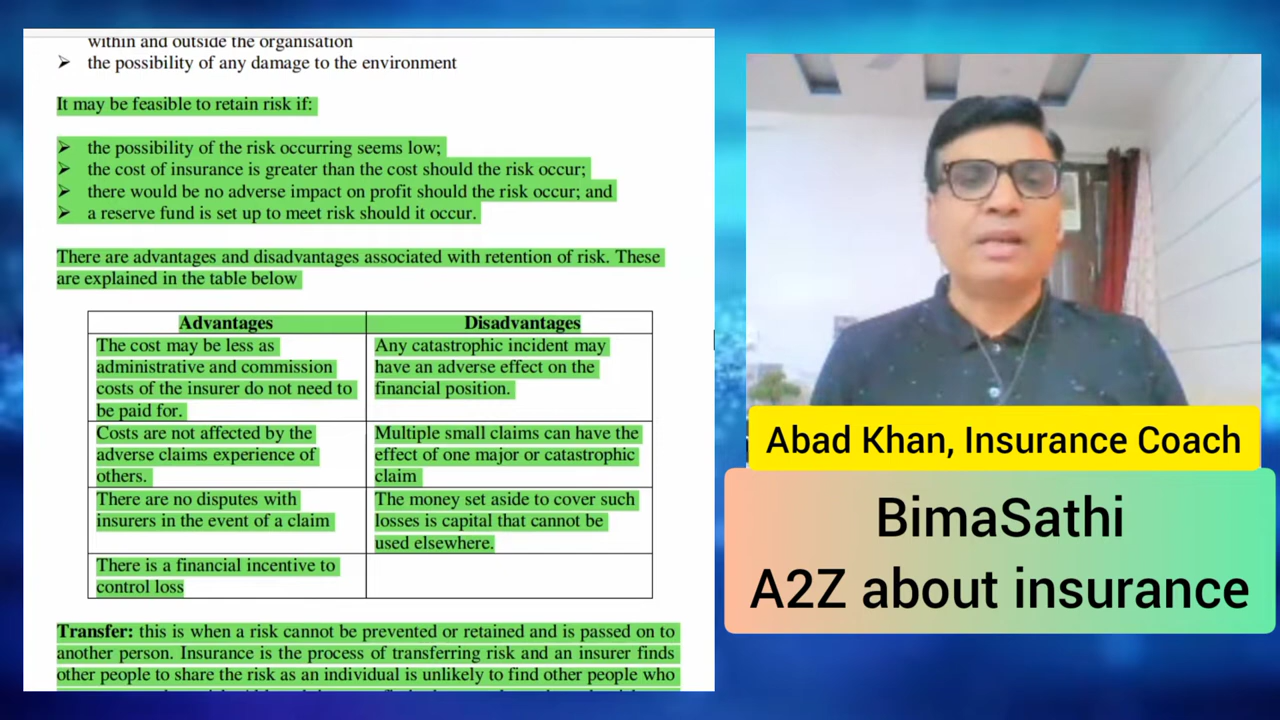 within and outside the organisation
➢ the possibility of any damage to the environment
It may be feasible to retain risk if:
➢ the possibility of the risk occurring seems low;
➢ the cost of insurance is greater than the cost should the risk occur;
➢ there would be no adverse impact on profit should the risk occur; and
➢ a reserve fund is set up to meet risk should it occur.
There are advantages and disadvantages associated with retention of risk. These
are explained in the table below
Advantages
Disadvantages
The cost may be less as
administrative and commission
costs of the insurer do not need to
be paid for.
Any catastrophic incident may
have an adverse effect on the
financial position.
Costs are not affected by the
adverse claims experience of
others.
Multiple small claims can have the
effect of one major or catastrophic
claim
There are no disputes with
insurers in the event of a claim
The money set aside to cover such
losses is capital that cannot be
used elsewhere.
There is a financial incentive to
control loss
Transfer: this is when a risk cannot be prevented or retained and is passed on to
another person. Insurance is the process of transferring risk and an insurer finds
other people to share the risk as an individual is unlikely to find other people who
Abad Khan, Insurance Coach
BimaSathi
A2Z about insurance